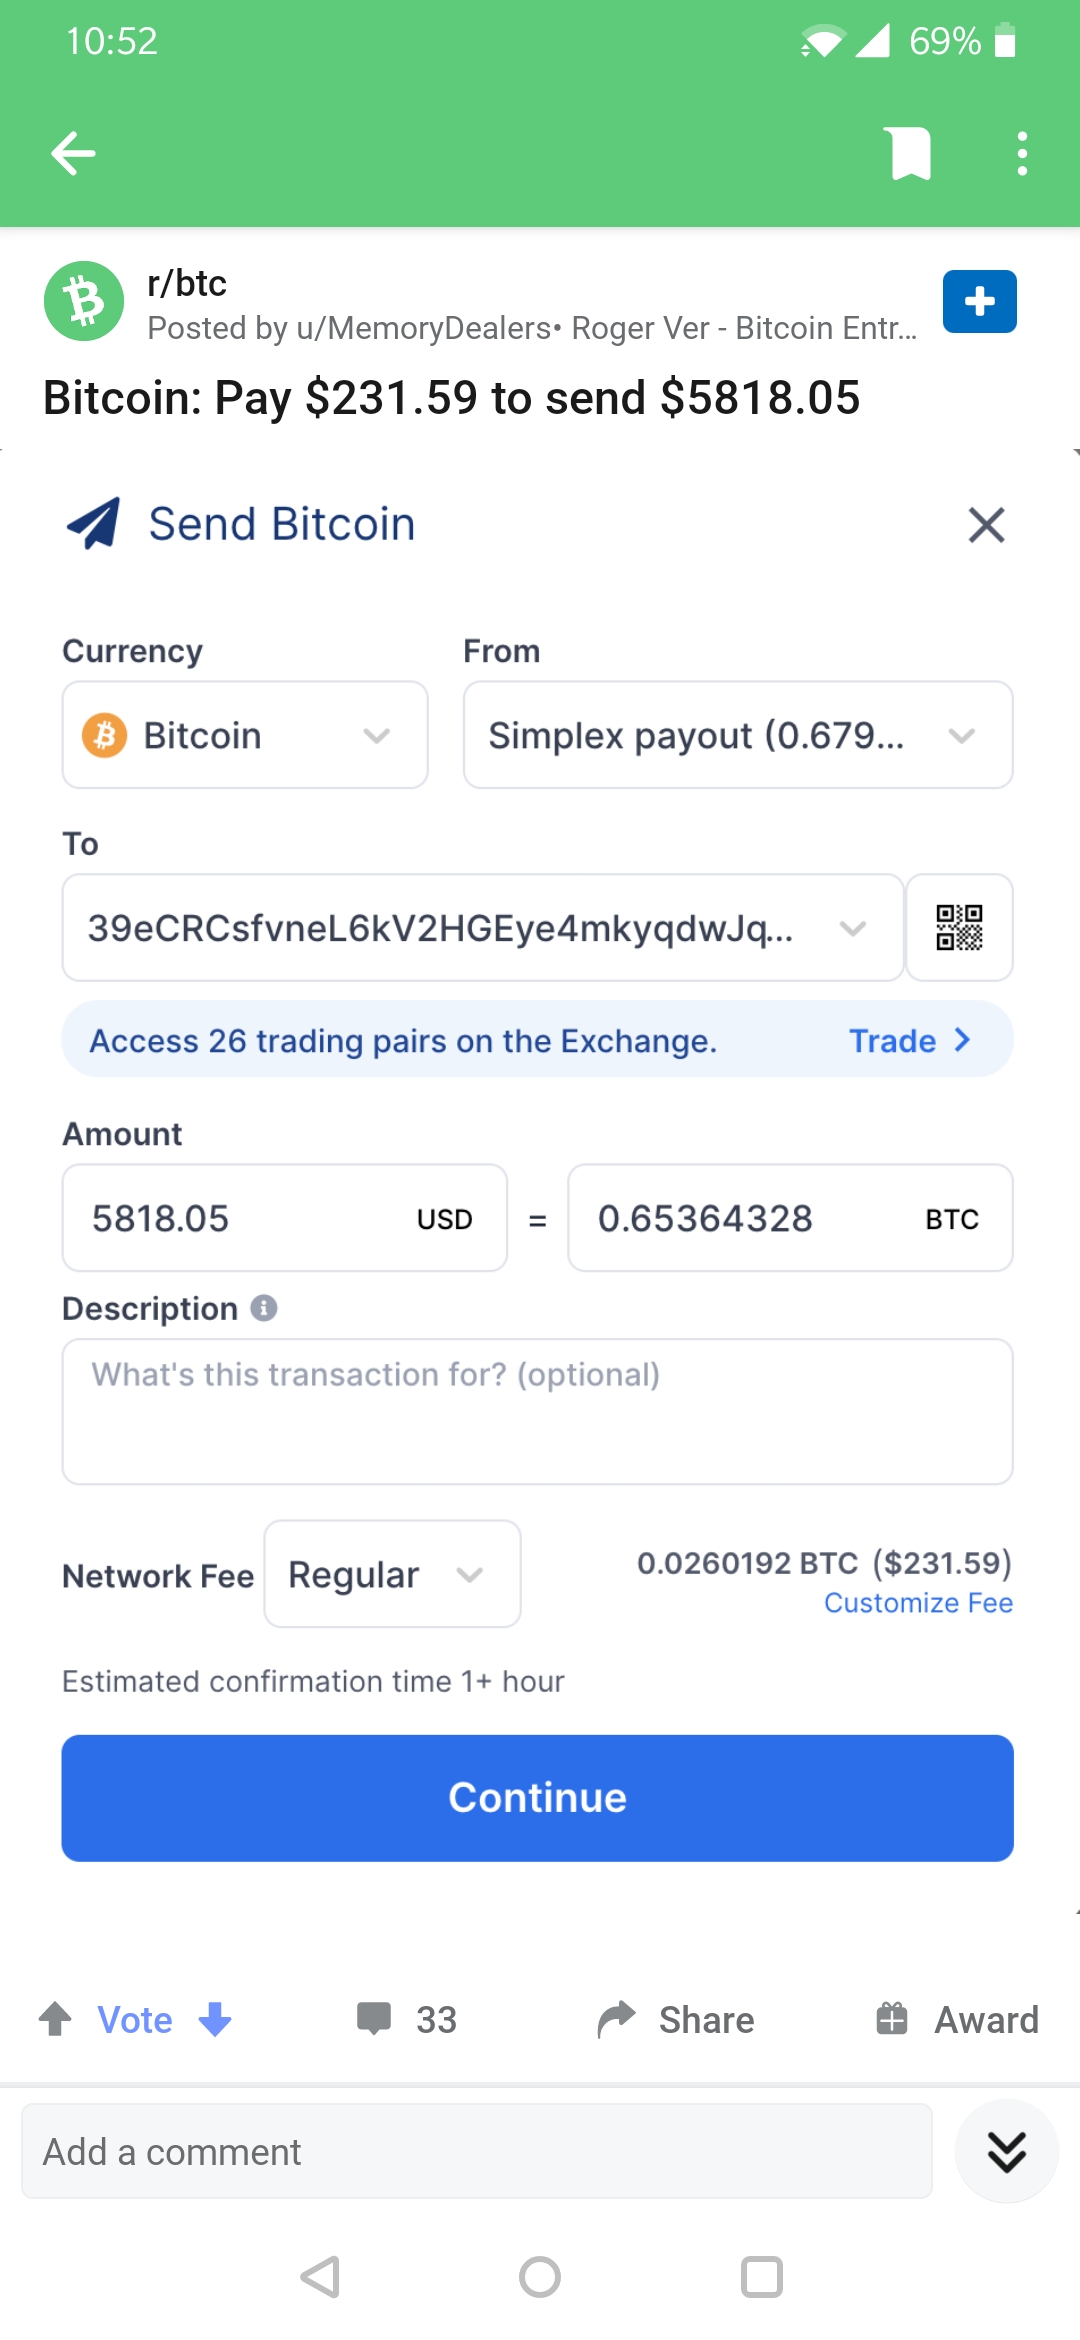 10:52
69%
r/btc
Posted by u/MemoryDealers• Roger Ver - Bitcoin Entr...
Bitcoin: Pay $231.59 to send $5818.05
Send Bitcoin
Currency
From
Bitcoin
Simplex payout (0.679...
To
39eCRCsfvneL6kV2HGEye4mkyqdwJq...
Access 26 trading pairs on the Exchange.
Trade
Amount
5818.05 USD = 0.65364328 BTC
Description
What's this transaction for? (optional)
Network Fee
Regular
0.0260192 BTC ($231.59)
Customize Fee
Estimated confirmation time 1+ hour
Continue
Vote
33
Share
Award
Add a comment